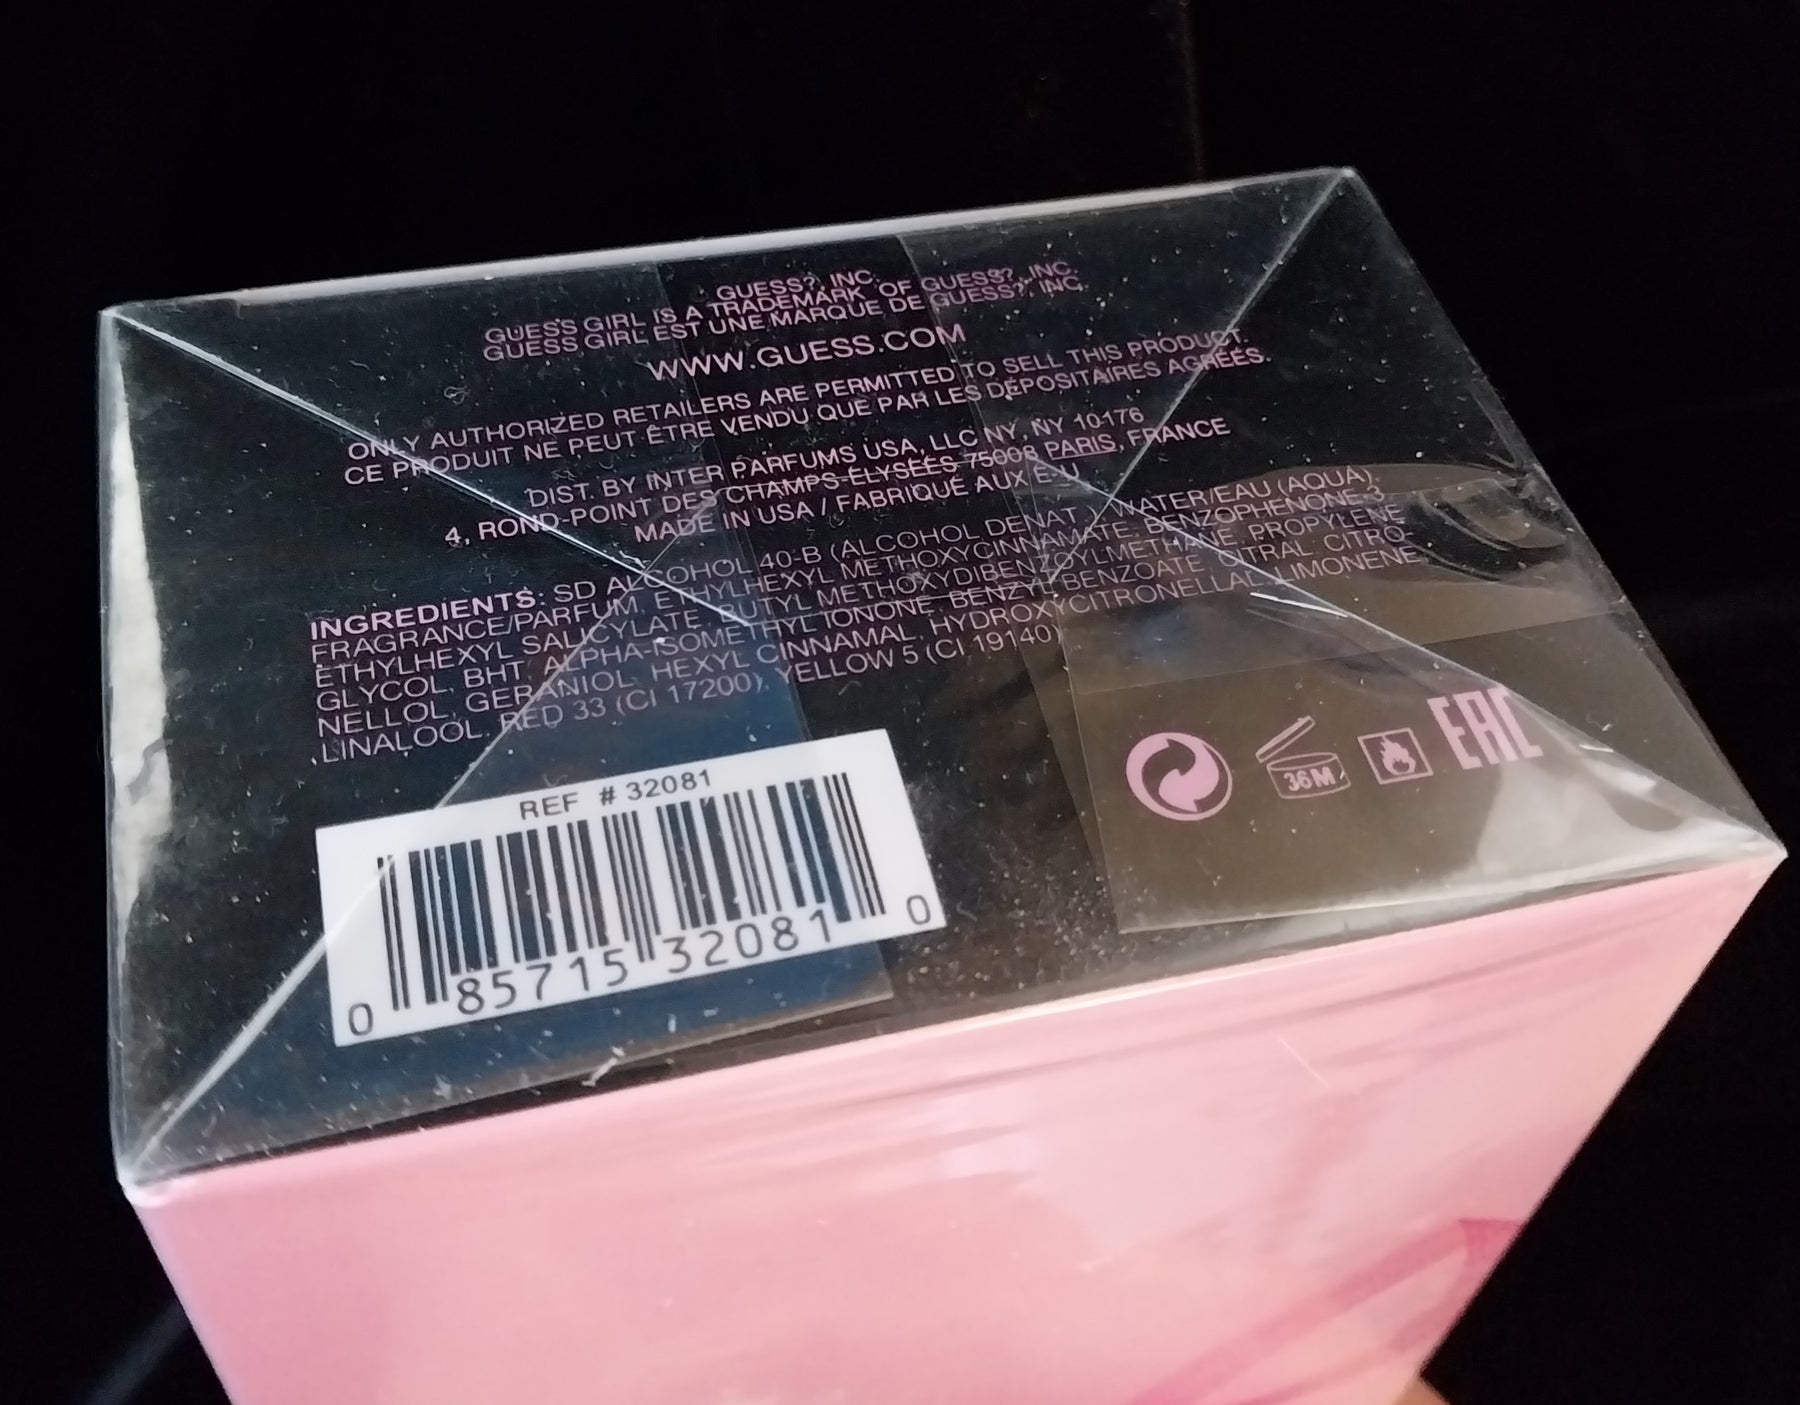 GUESS?, INC.
GUESS GIRL IS A TRADEMARK OF GUESS?, INC.
GUESS GIRL EST UNE MARQUE DE GUESS?, INC.
WWW.GUESS.COM
ONLY AUTHORIZED RETAILERS ARE PERMITTED TO SELL THIS PRODUCT.
CE PRODUIT NE PEUT ÊTRE VENDU QUE PAR LES DÉPOSITAIRES AGRÉÉS.
DIST. BY INTER PARFUMS USA, LLC NY, NY 10176
4, ROND-POINT DES CHAMPS-ÉLYSÉES 75008 PARIS, FRANCE
MADE IN USA / FABRIQUÉ AUX É-U
INGREDIENTS: SD ALCOHOL 40-B (ALCOHOL DENAT.), WATER/EAU (AQUA),
FRAGRANCE/PARFUM, ETHYLHEXYL METHOXYCINNAMATE, BENZOPHENONE-3,
ETHYLHEXYL SALICYLATE, BUTYL METHOXYDIBENZOYLMETHANE, PROPYLENE
GLYCOL, BHT, ALPHA-ISOMETHYL IONONE, BENZYL BENZOATE, CITRAL, CITRO-
NELLOL, GERANIOL, HEXYL CINNAMAL, HYDROXYCITRONELLAL, LIMONENE,
LINALOOL, RED 33 (CI 17200), YELLOW 5 (CI 19140)
36M
EAC
REF # 32081
0 85715 32081 0